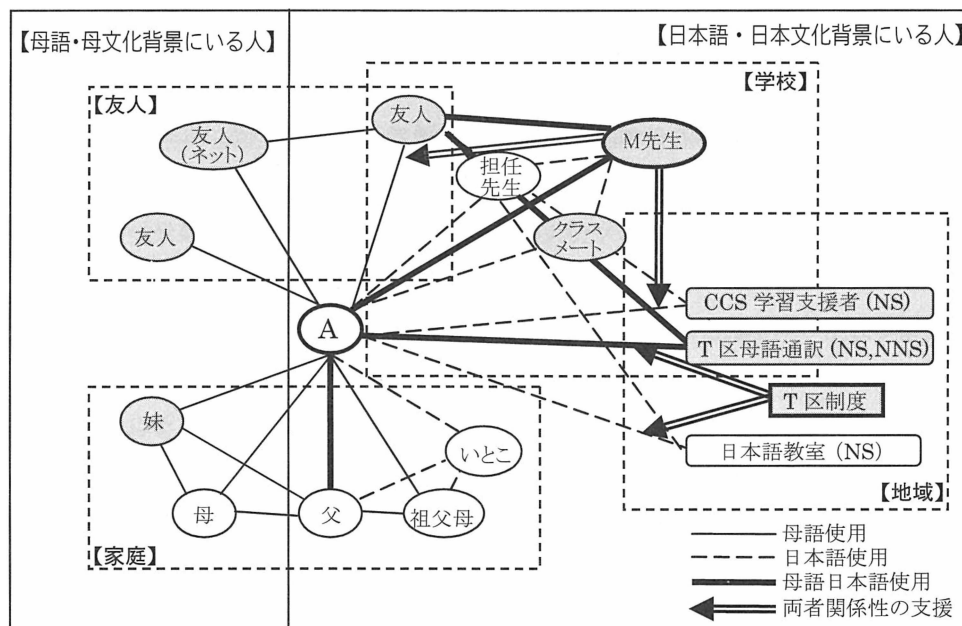 【母語・母文化背景にいる人】
【日本語・日本文化背景にいる人】
【学校】
【友人】
友人
友人
(ネット)
M先生
担任
先生
友人
クラス
メート
CCS 学習支援者 (NS)
A
T 区母語通訳 (NS,NNS)
T 区制度
妹
いとこ
日本語教室 (NS)
母
父
祖父母
【地域】
【家庭】
母語使用
日本語使用
母語日本語使用
両者関係性の支援